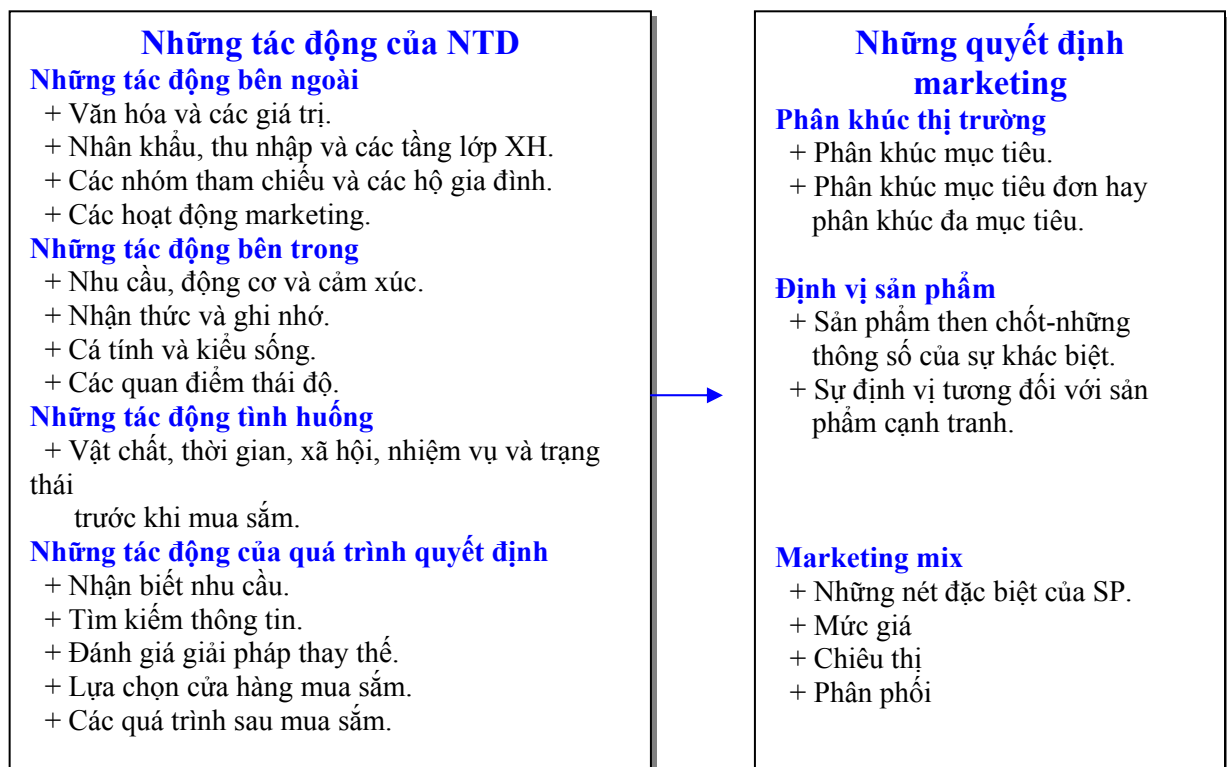 Những tác động của NTD
Những tác động bên ngoài
+ Văn hóa và các giá trị.
+ Nhân khẩu, thu nhập và các tầng lớp XH.
+ Các nhóm tham chiếu và các hộ gia đình.
+ Các hoạt động marketing.
Những tác động bên trong
+ Nhu cầu, động cơ và cảm xúc.
+ Nhận thức và ghi nhớ.
+ Cá tính và kiểu sống.
+ Các quan điểm thái độ.
Những tác động tình huống
+ Vật chất, thời gian, xã hội, nhiệm vụ và trạng
thái
trước khi mua sắm.
Những tác động của quá trình quyết định
+ Nhận biết nhu cầu.
+ Tìm kiếm thông tin.
+ Đánh giá giải pháp thay thế.
+ Lựa chọn cửa hàng mua sắm.
+ Các quá trình sau mua sắm.
Những quyết định
marketing
Phân khúc thị trường
+ Phân khúc mục tiêu.
+ Phân khúc mục tiêu đơn hay
phân khúc đa mục tiêu.
Định vị sản phẩm
+ Sản phẩm then chốt-những
thông số của sự khác biệt.
+ Sự định vị tương đối với sản
phẩm cạnh tranh.
Marketing mix
+ Những nét đặc biệt của SP.
+ Mức giá
+ Chiêu thị
+ Phân phối